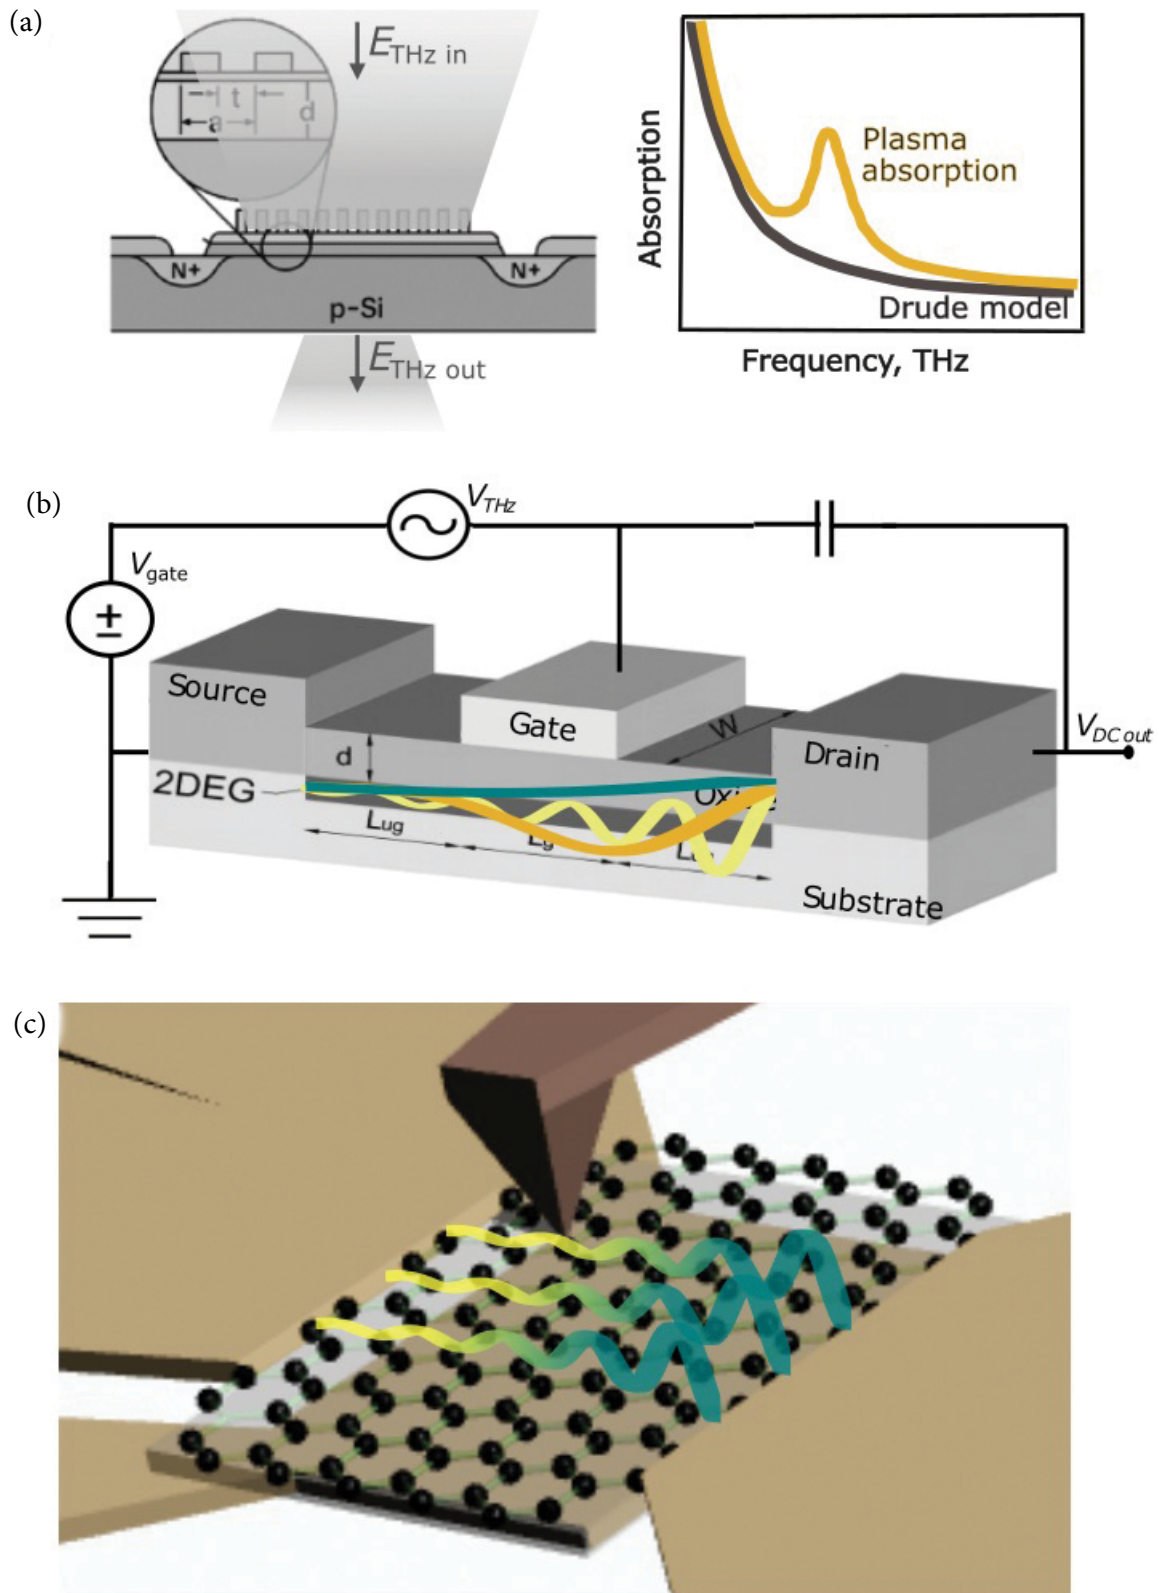 (a)
E THz in
t
d
a
N+
N+
p-Si
E THz out
Absorption
Plasma
absorption
Drude model
Frequency, THz
(b)
V THz
V gate
±
Source
Gate
W
Drain
V DC out
d
2DEG
L ug
Substrate
(c)